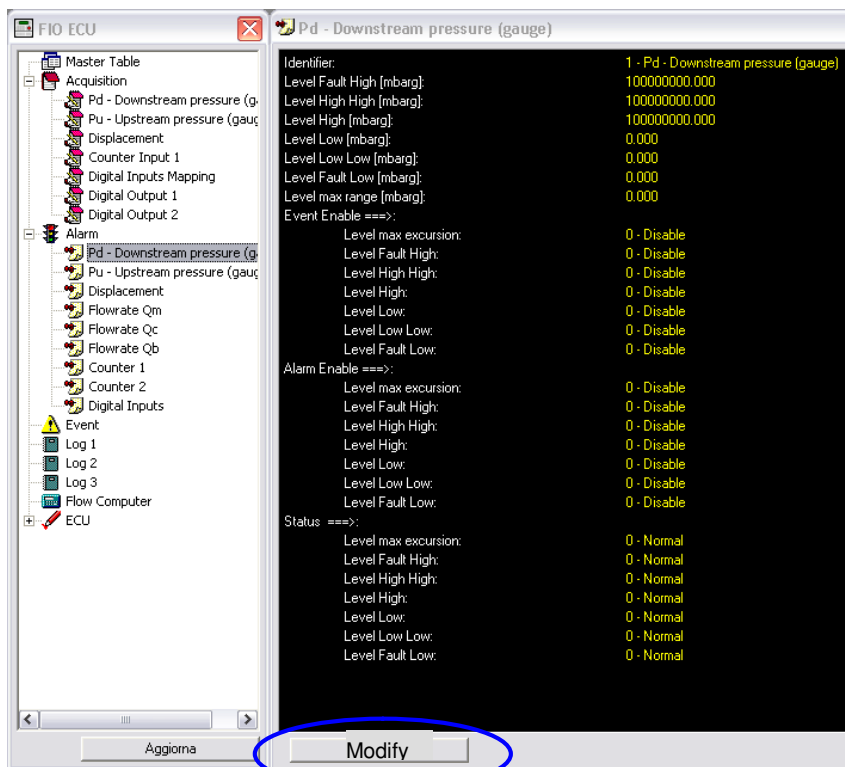 FIO ECU
Master Table
Acquisition
Pd - Downstream pressure (g
Pu - Upstream pressure (gaug
Displacement
Counter Input 1
Digital Inputs Mapping
Digital Output 1
Digital Output 2
Alarm
Pd - Downstream pressure (g
Pu - Upstream pressure (gaug
Displacement
Flowrate Qm
Flowrate Qc
Flowrate Qb
Counter 1
Counter 2
Digital Inputs
Event
Log 1
Log 2
Log 3
Flow Computer
ECU
Aggiorna
Pd - Downstream pressure (gauge)
Identifier: 1 - Pd - Downstream pressure (gauge)
Level Fault High [mbarg]: 100000000.000
Level High High [mbarg]: 100000000.000
Level High [mbarg]: 100000000.000
Level Low [mbarg]: 0.000
Level Low Low [mbarg]: 0.000
Level Fault Low [mbarg]: 0.000
Level max range [mbarg]: 0.000
Event Enable ===>:
Level max excursion: 0 - Disable
Level Fault High: 0 - Disable
Level High High: 0 - Disable
Level High: 0 - Disable
Level Low: 0 - Disable
Level Low Low: 0 - Disable
Level Fault Low: 0 - Disable
Alarm Enable ===>:
Level max excursion: 0 - Disable
Level Fault High: 0 - Disable
Level High High: 0 - Disable
Level High: 0 - Disable
Level Low: 0 - Disable
Level Low Low: 0 - Disable
Level Fault Low: 0 - Disable
Status ===>:
Level max excursion: 0 - Normal
Level Fault High: 0 - Normal
Level High High: 0 - Normal
Level High: 0 - Normal
Level Low: 0 - Normal
Level Low Low: 0 - Normal
Level Fault Low: 0 - Normal
Modify